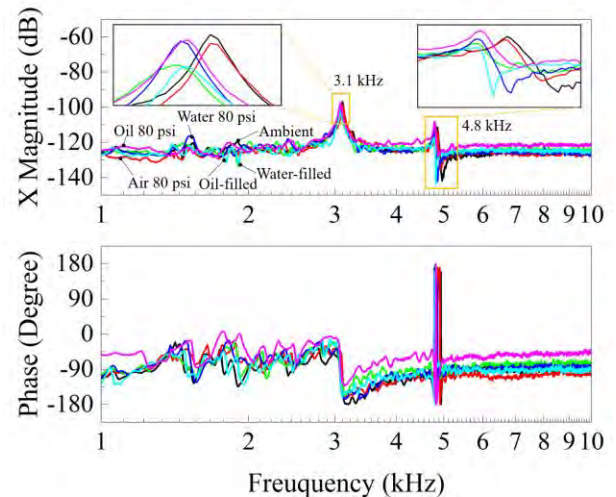 X Magnitude (dB)
-60
-80
-100
-120
-140
3.1 kHz
4.8 kHz
Water 80 psi
Oil 80 psi
Ambient
Air 80 psi
Oil-filled
Water-filled
1 2 3 4 5 6 7 8 9 10
Phase (Degree)
180
90
0
-90
-180
1 2 3 4 5 6 7 8 9 10
Freuquency (kHz)